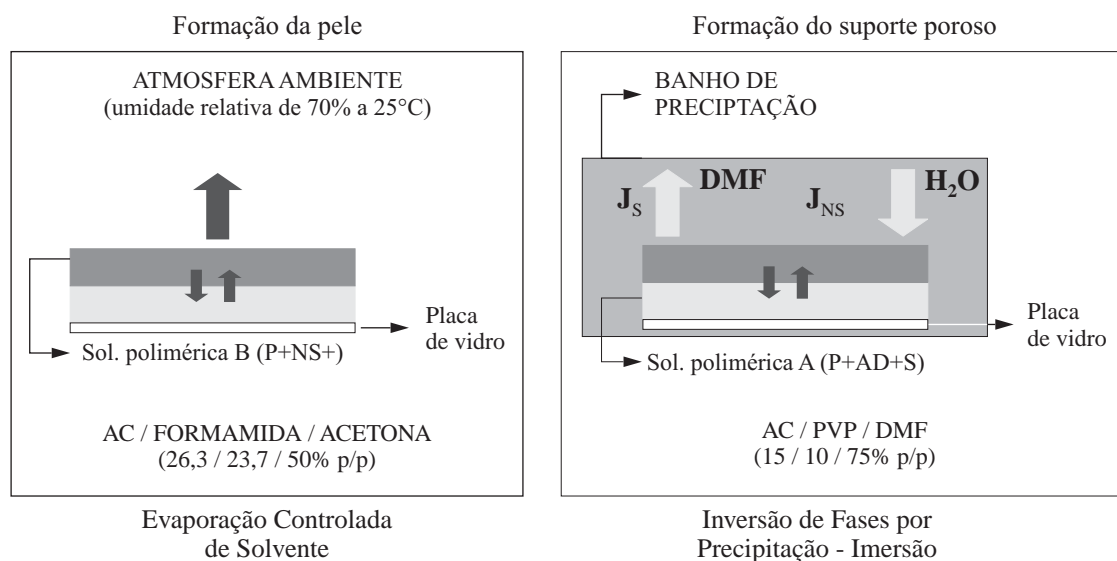 Formação da pele
ATMOSFERA AMBIENTE
(umidade relativa de 70% a 25°C)
Placa
de vidro
Sol. polimérica B (P+NS+)
AC / FORMAMIDA / ACETONA
(26,3 / 23,7 / 50% p/p)
Evaporação Controlada
de Solvente
Formação do suporte poroso
BANHO DE
PRECIPTAÇÃO
J_S DMF J_NS H₂O
Placa
de vidro
Sol. polimérica A (P+AD+S)
AC / PVP / DMF
(15 / 10 / 75% p/p)
Inversão de Fases por
Precipitação - Imersão